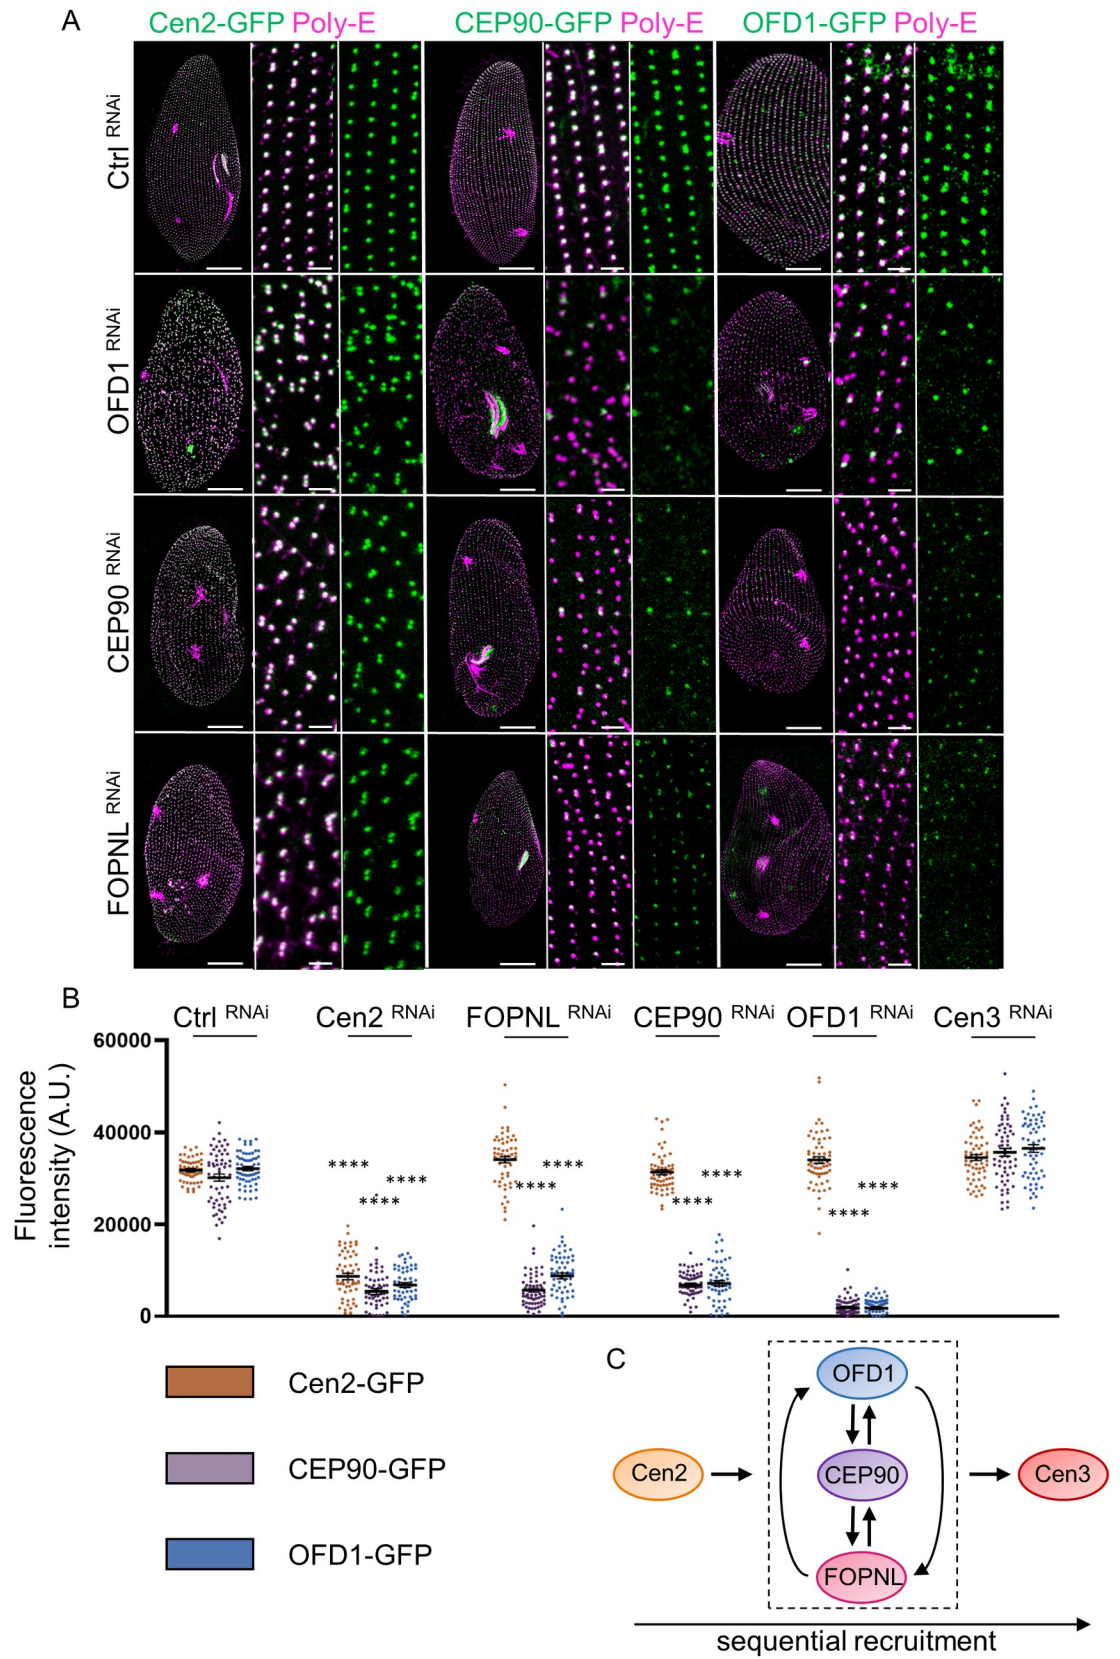 A
Cen2-GFP Poly-E
CEP90-GFP Poly-E
OFD1-GFP Poly-E
Ctrl RNAi
OFD1 RNAi
CEP90 RNAi
FOPNL RNAi
B
Ctrl RNAi
Cen2 RNAi
FOPNL RNAi
CEP90 RNAi
OFD1 RNAi
Cen3 RNAi
Fluorescence
intensity (A.U.)
60000
40000
20000
0
**** **** ****
**** ****
**** ****
**** ****
Cen2-GFP
CEP90-GFP
OFD1-GFP
C
OFD1
Cen2
CEP90
Cen3
FOPNL
sequential recruitment